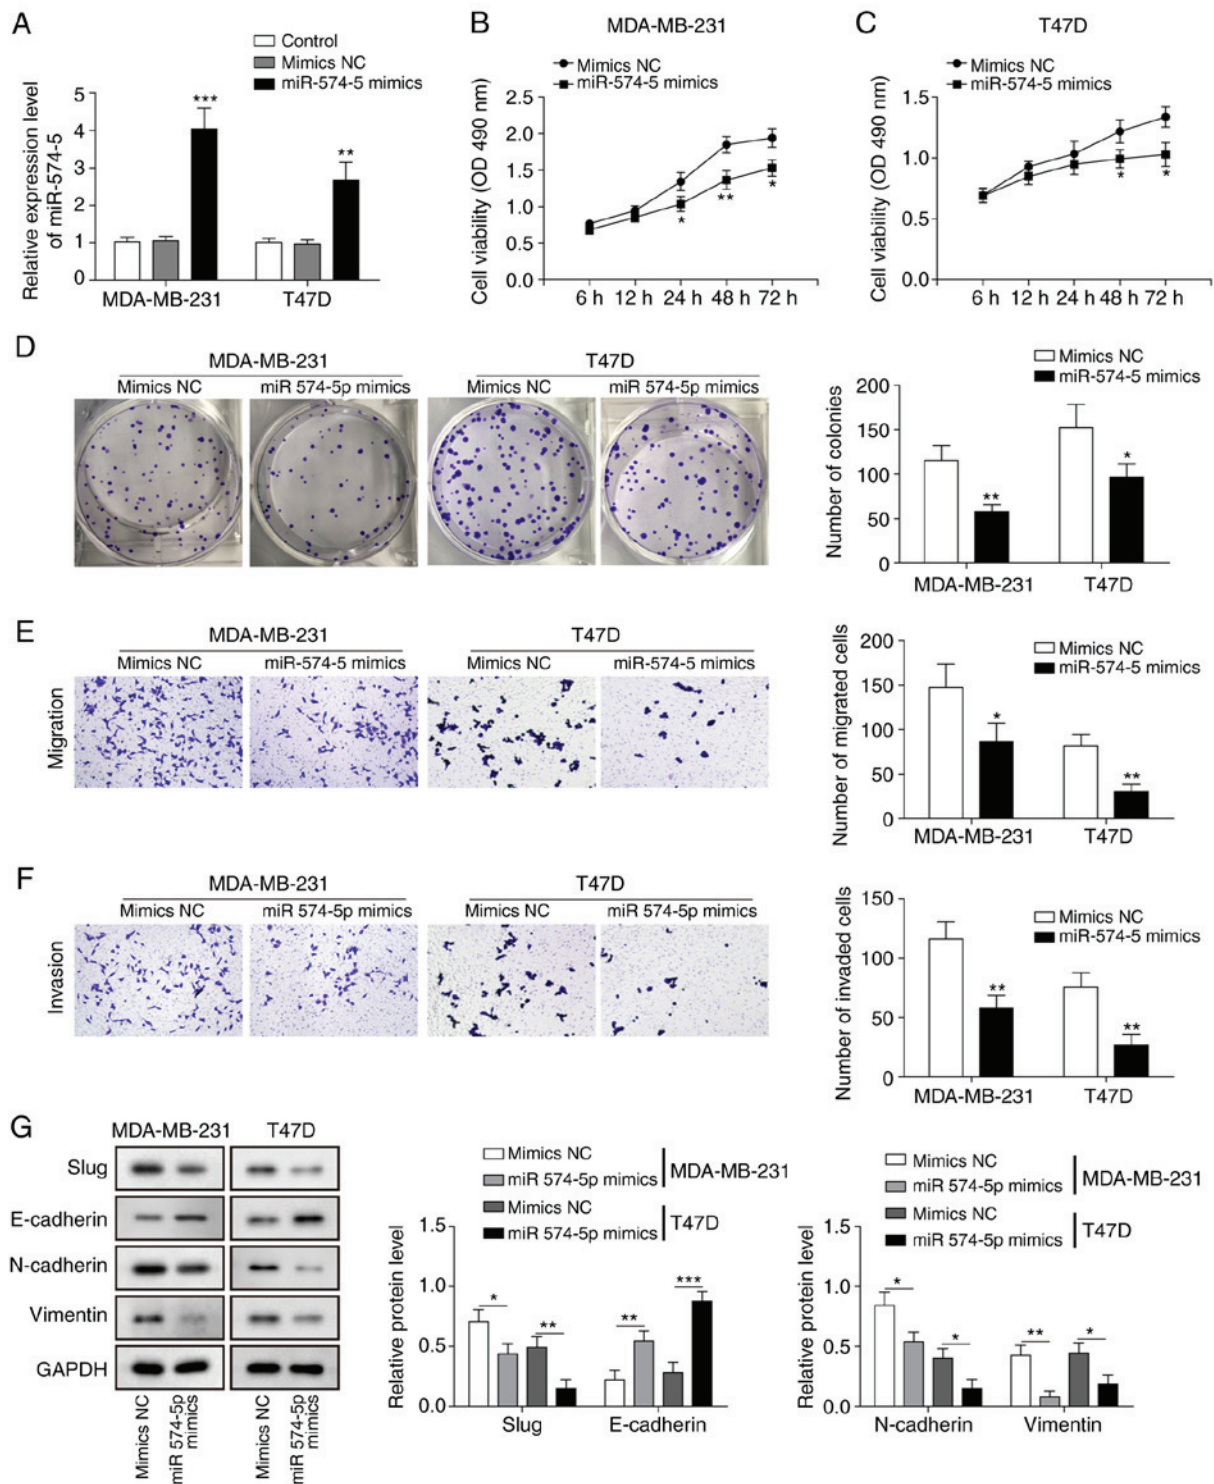 A
Control
Mimics NC
miR-574-5 mimics
Relative expression level
of miR-574-5
5
4
3
2
1
0
***
**
MDA-MB-231
T47D
B
MDA-MB-231
Mimics NC
miR-574-5 mimics
Cell viability (OD 490 nm)
2.5
2.0
1.5
1.0
0.5
0.0
*
**
*
6 h 12 h 24 h 48 h 72 h
C
T47D
Mimics NC
miR-574-5 mimics
Cell viability (OD 490 nm)
1.5
1.0
0.5
0.0
*
*
6 h 12 h 24 h 48 h 72 h
D
MDA-MB-231
T47D
Mimics NC
miR 574-5p mimics
Mimics NC
miR 574-5p mimics
Mimics NC
miR-574-5 mimics
Number of colonies
200
150
100
50
0
**
*
MDA-MB-231
T47D
E
MDA-MB-231
T47D
Mimics NC
miR-574-5 mimics
Mimics NC
miR-574-5 mimics
Migration
Mimics NC
miR-574-5 mimics
Number of migrated cells
200
150
100
50
0
*
**
MDA-MB-231
T47D
F
MDA-MB-231
T47D
Mimics NC
miR 574-5p mimics
Mimics NC
miR 574-5p mimics
Invasion
Mimics NC
miR-574-5 mimics
Number of invaded cells
150
100
50
0
**
**
MDA-MB-231
T47D
G
MDA-MB-231
T47D
Slug
E-cadherin
N-cadherin
Vimentin
GAPDH
Mimics NC
miR 574-5p
mimics
Mimics NC
miR 574-5p
mimics
Mimics NC
miR 574-5p mimics
MDA-MB-231
Mimics NC
miR 574-5p mimics
T47D
Relative protein level
1.5
1.0
0.5
0.0
*
**
**
***
Slug
E-cadherin
Mimics NC
miR 574-5p mimics
MDA-MB-231
Mimics NC
miR 574-5p mimics
T47D
Relative protein level
1.5
1.0
0.5
0.0
*
*
**
*
N-cadherin
Vimentin